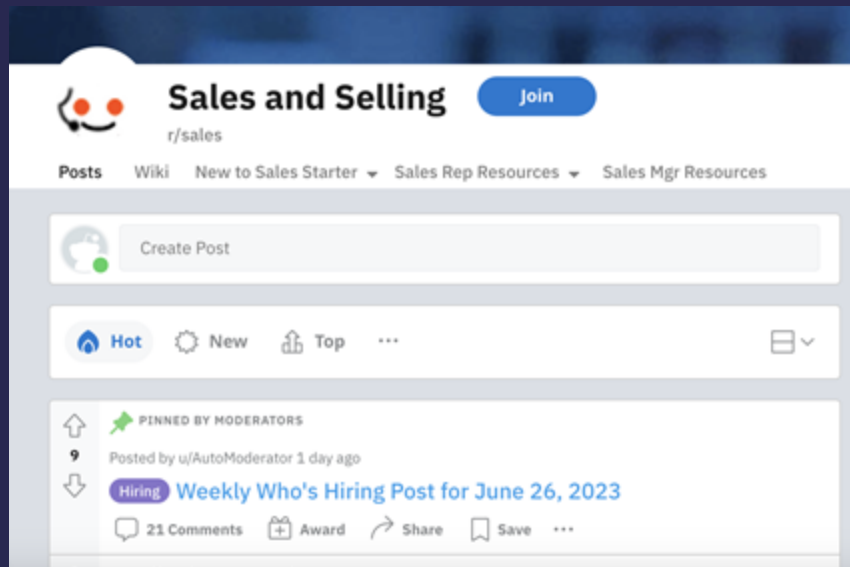 Sales and Selling Join
r/sales
Posts Wiki New to Sales Starter Sales Rep Resources Sales Mgr Resources
Create Post
Hot New Top ...
PINNED BY MODERATORS
9
Posted by u/AutoModerator 1 day ago
Hiring Weekly Who's Hiring Post for June 26, 2023
21 Comments Award Share Save ...